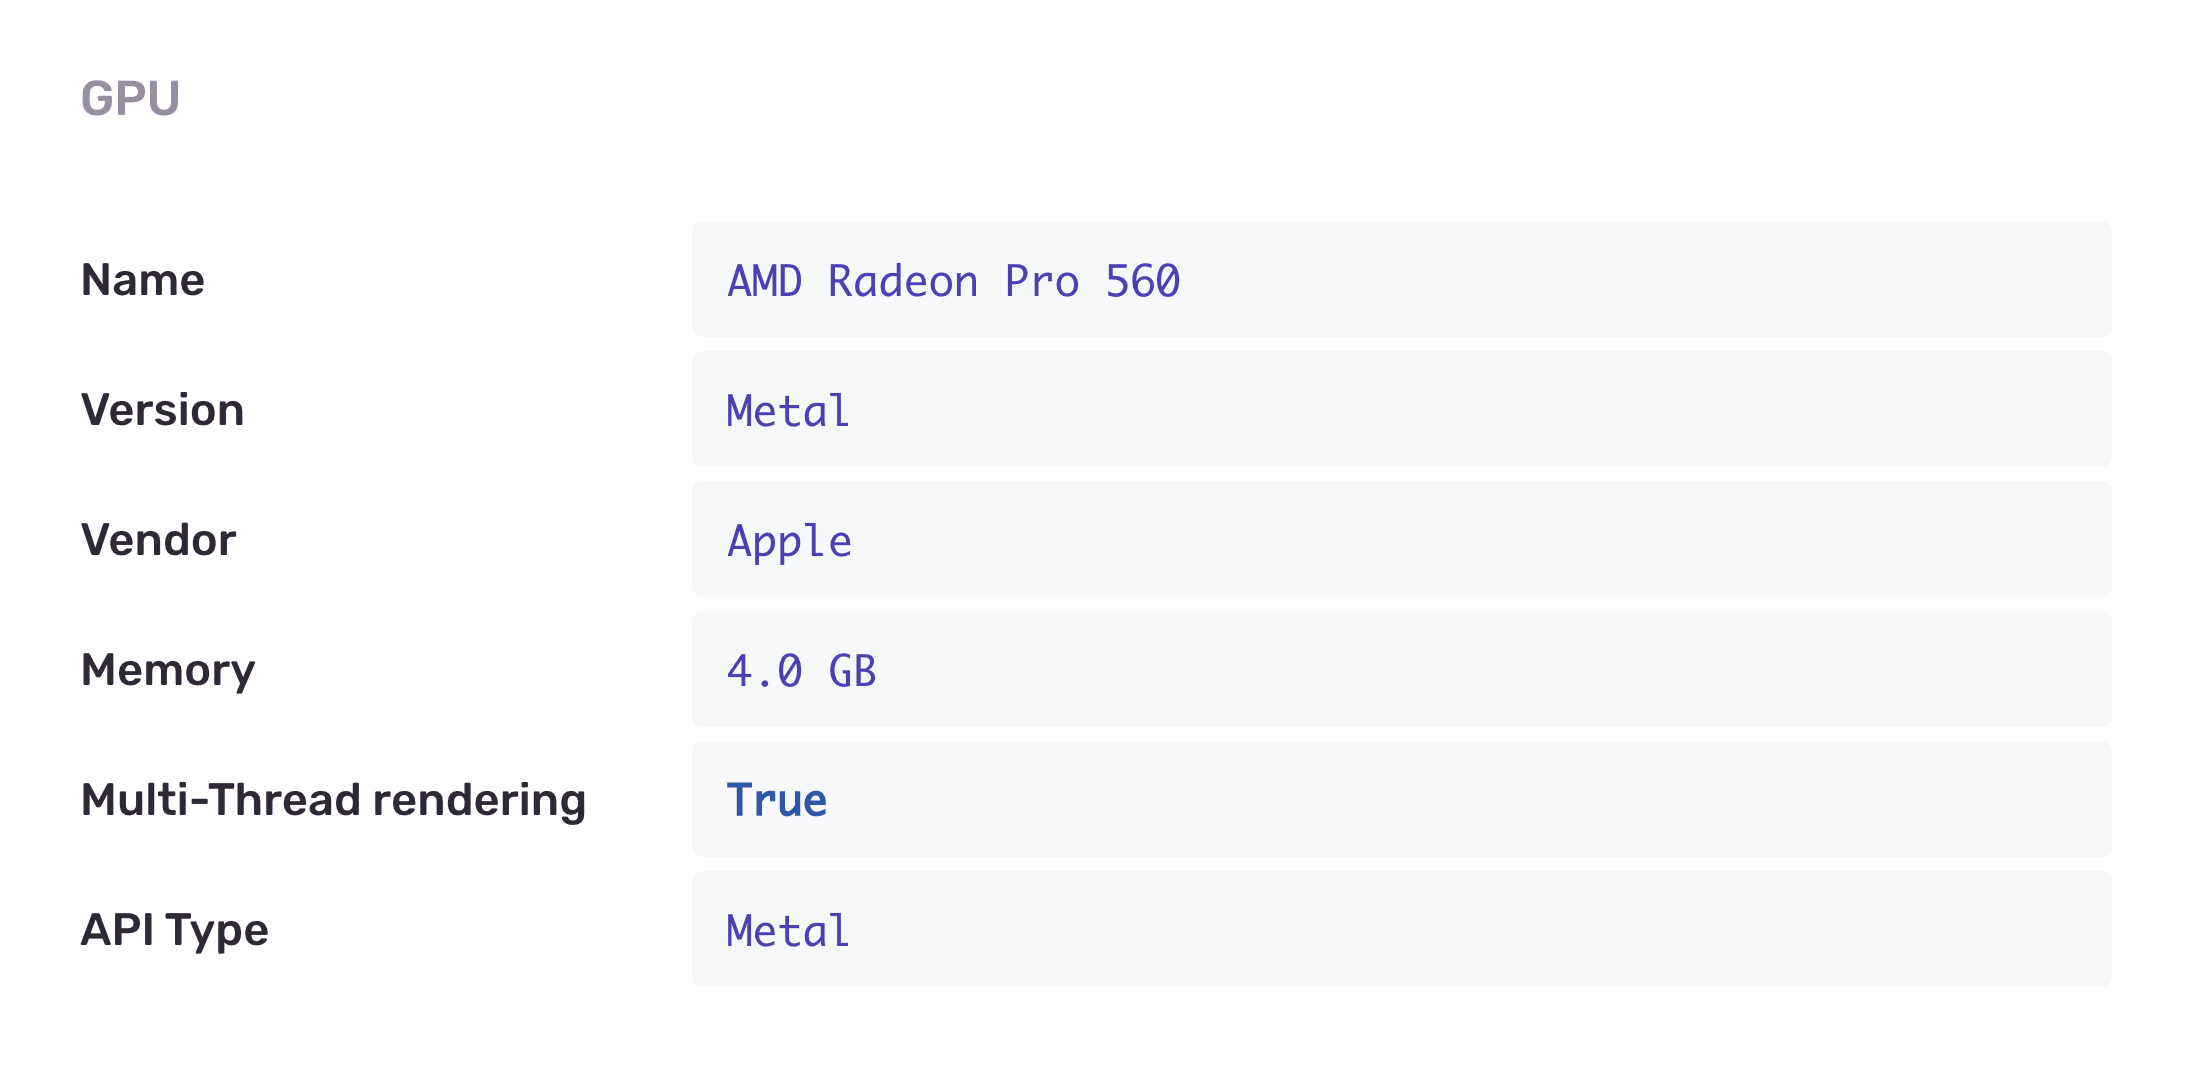 GPU
Name AMD Radeon Pro 560
Version Metal
Vendor Apple
Memory 4.0 GB
Multi-Thread rendering True
API Type Metal